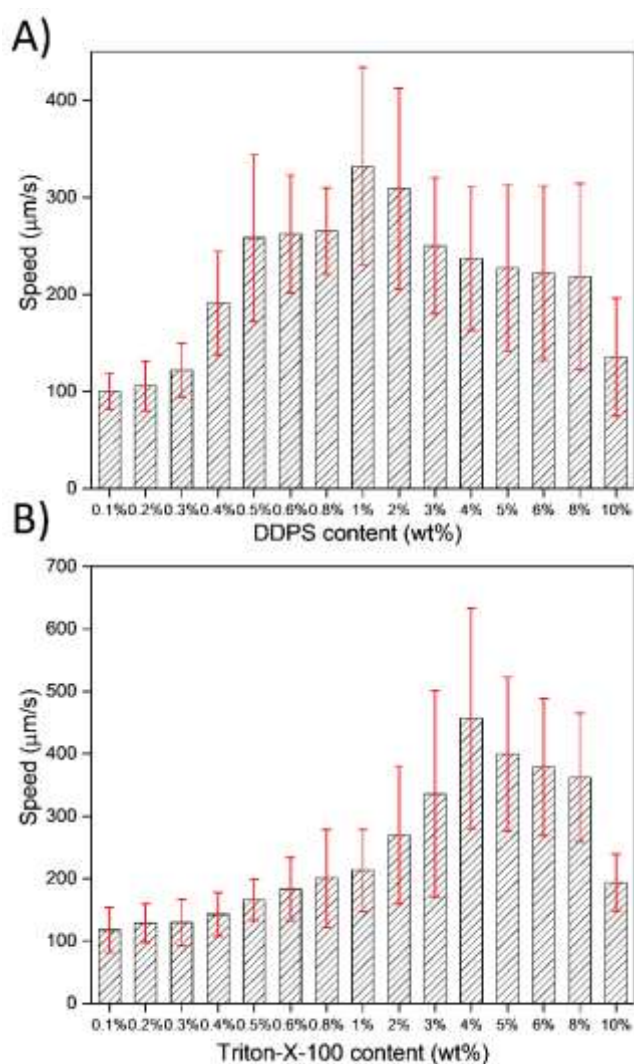 A)
400
300
200
100
0
Speed (μm/s)
0.1% 0.2% 0.3% 0.4% 0.5% 0.6% 0.8% 1% 2% 3% 4% 5% 6% 8% 10%
DDPS content (wt%)
B)
700
600
500
400
300
200
100
0
Speed (μm/s)
0.1% 0.2% 0.3% 0.4% 0.5% 0.6% 0.8% 1% 2% 3% 4% 5% 6% 8% 10%
Triton-X-100 content (wt%)